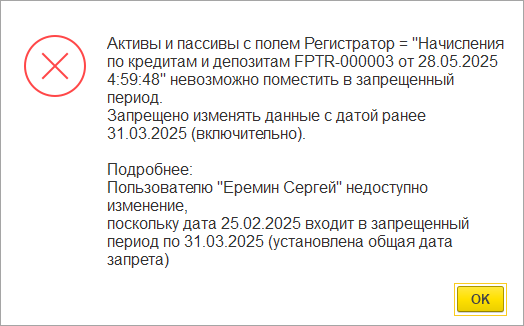 Активы и пассивы с полем Регистратор = "Начисления
по кредитам и депозитам FPTR-000003 от 28.05.2025
4:59:48" невозможно поместить в запрещенный
период.
Запрещено изменять данные с датой ранее
31.03.2025 (включительно).
Подробнее:
Пользователю "Еремин Сергей" недоступно
изменение,
поскольку дата 25.02.2025 входит в запрещенный
период по 31.03.2025 (установлена общая дата
запрета)
OK